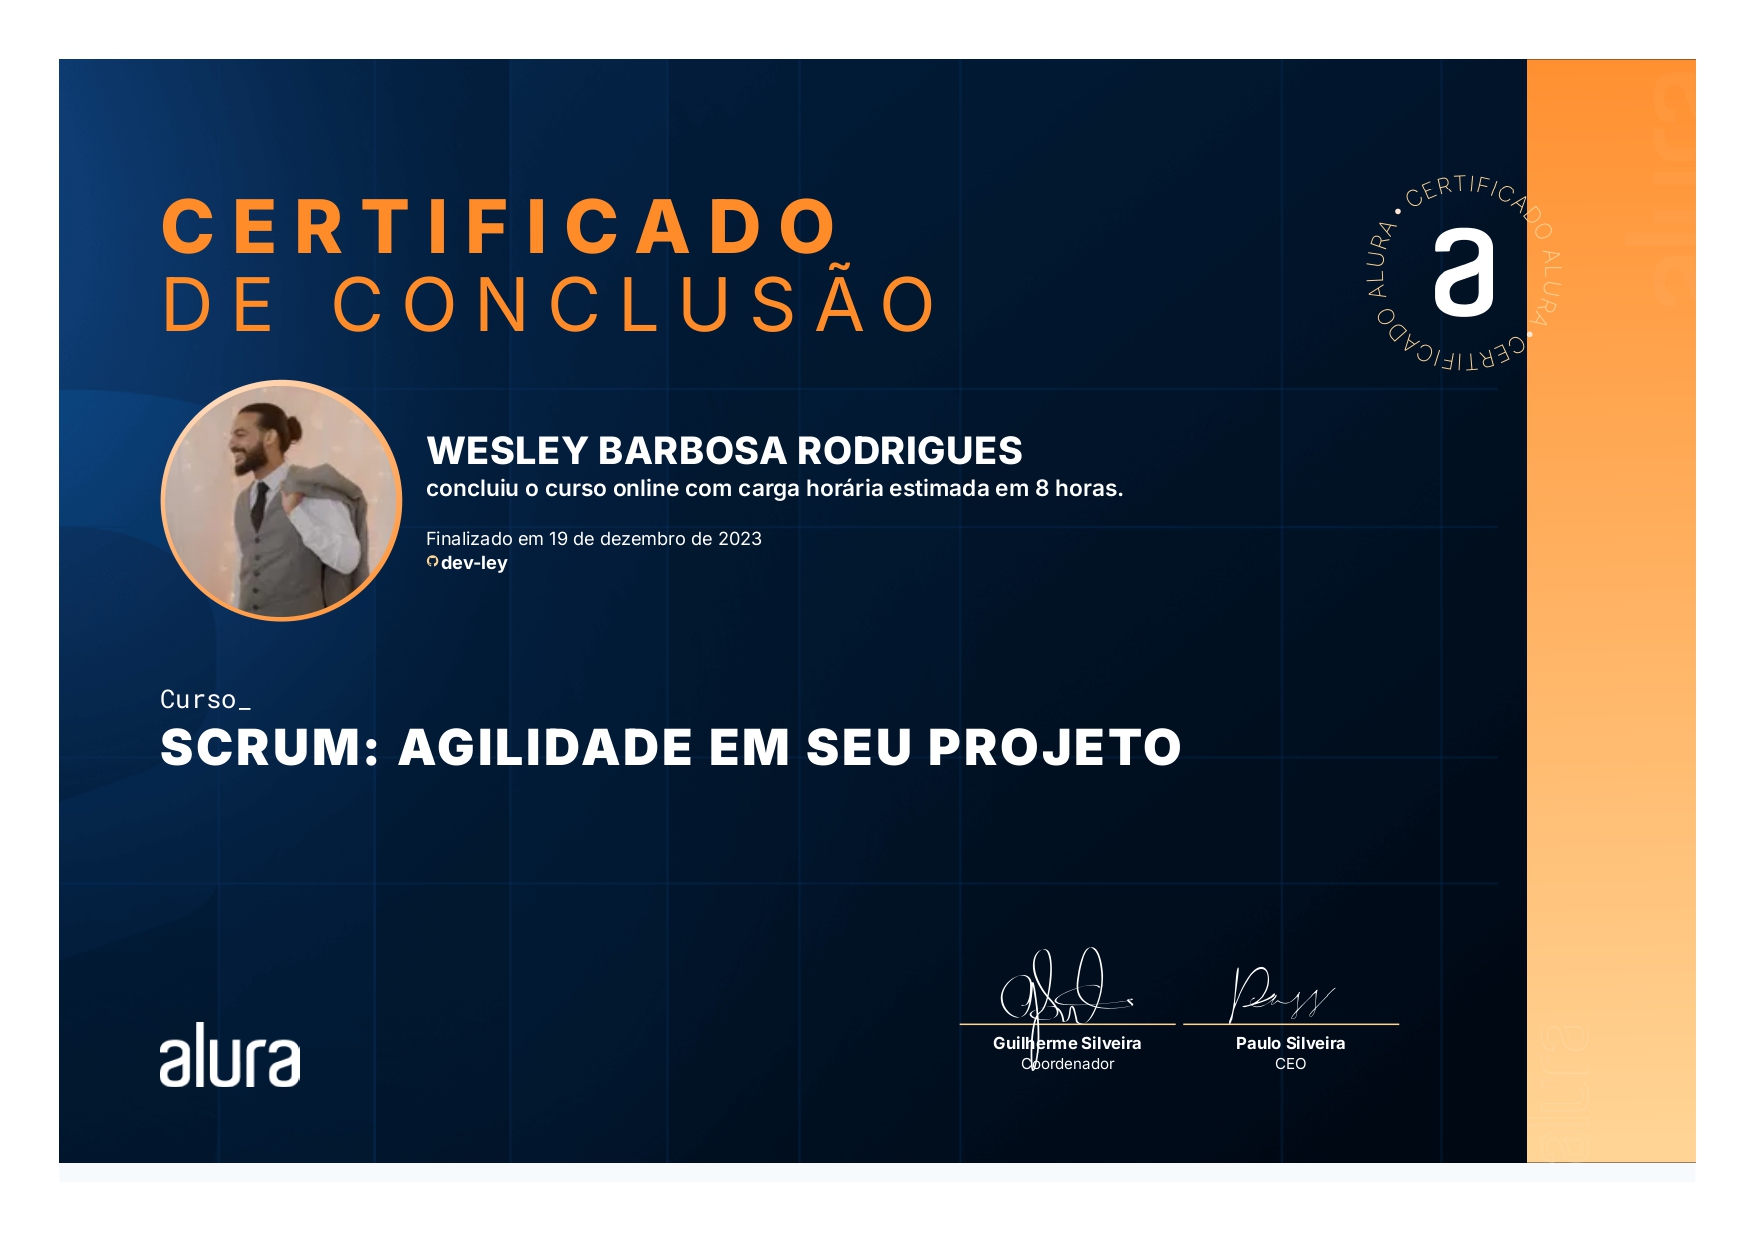 CERTIFICADO
DE CONCLUSÃO
CERTIFICADO ALURA • CERTIFICADO ALURA •
a
WESLEY BARBOSA RODRIGUES
concluiu o curso online com carga horária estimada em 8 horas.
Finalizado em 19 de dezembro de 2023
dev-ley
Curso_
SCRUM: AGILIDADE EM SEU PROJETO
alura
Guilherme Silveira
Coordenador
Paulo Silveira
CEO
alura
alura